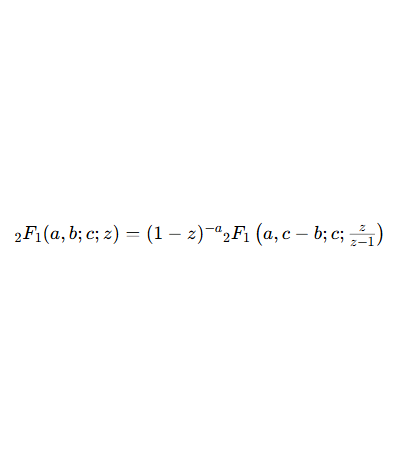 ₂F₁(a, b; c; z) = (1 − z)⁻ᵃ ₂F₁ (a, c − b; c; z/(z−1))